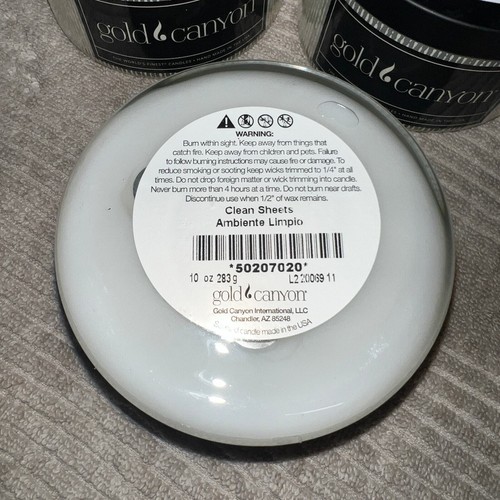 gold canyon
gold canyon
WARNING:
Burn within sight. Keep away from things that
catch fire. Keep away from children and pets. Failure
to follow burning instructions may cause fire or damage. To
reduce smoking or sooting keep wicks trimmed to 1/4" at all
times. Do not drop foreign matter or wick trimming into candle.
Never burn more than 4 hours at a time. Do not burn near drafts.
Discontinue use when 1/2" of wax remains.
Clean Sheets
Ambiente Limpio
*50207020*
10 oz 283g L2 20069 11
gold canyon
Gold Canyon International, LLC
Chandler, AZ 85248
candle made in the USA